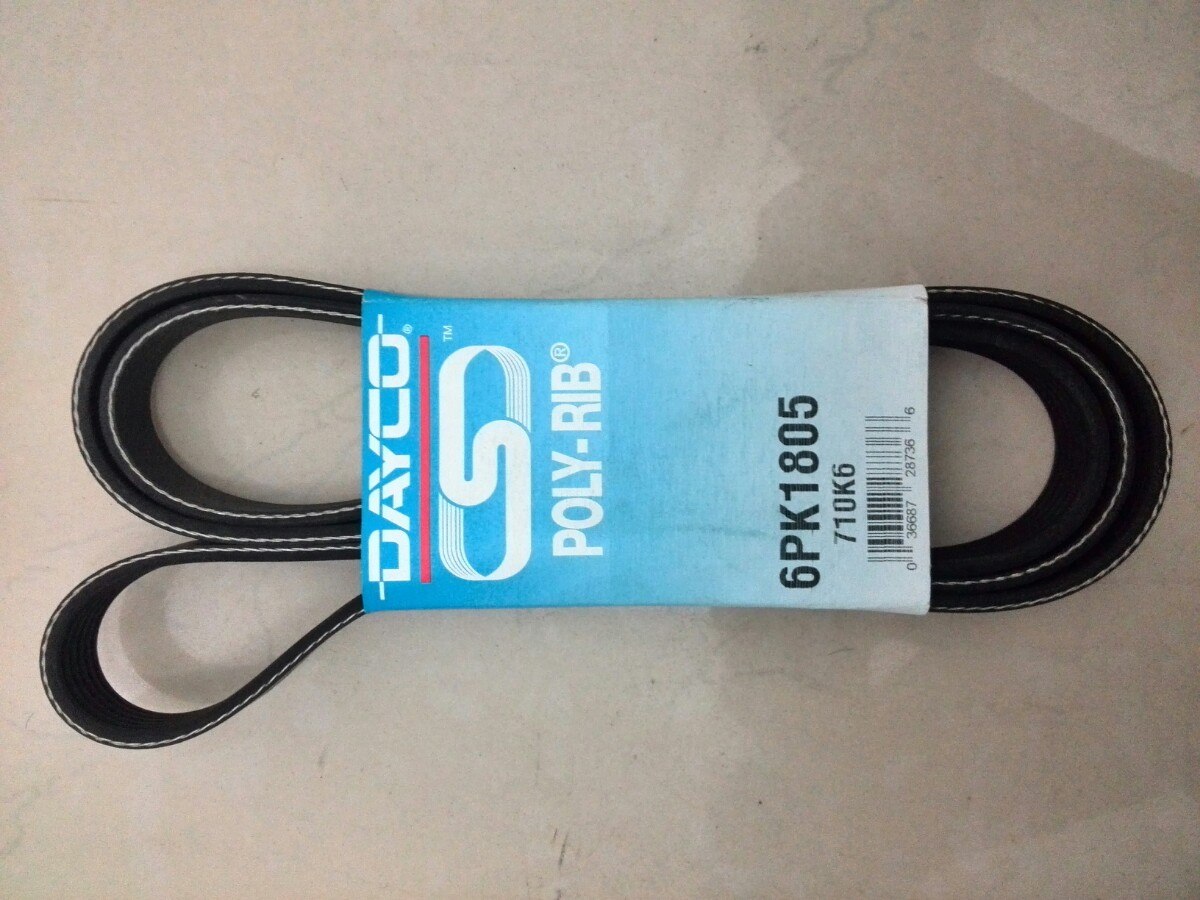 DAYCO®
™
POLY-RIB®
6PK1805
710K6
0 36687 28736 6